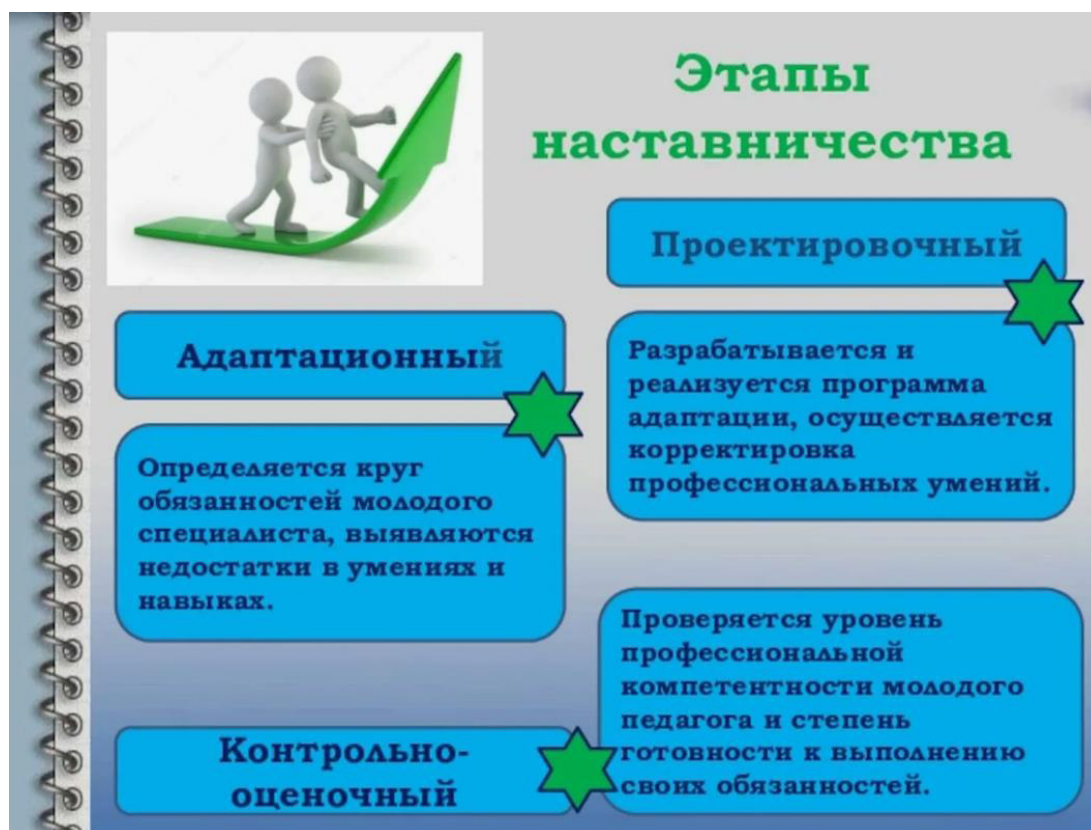 Этапы
наставничества
Адаптационный
Определяется круг
обязанностей молодого
специалиста, выявляются
недостатки в умениях и
навыках.
Проектировочный
Разрабатывается и
реализуется программа
адаптации, осуществляется
корректировка
профессиональных умений.
Контрольно-
оценочный
Проверяется уровень
профессиональной
компетентности молодого
педагога и степень
готовности к выполнению
своих обязанностей.